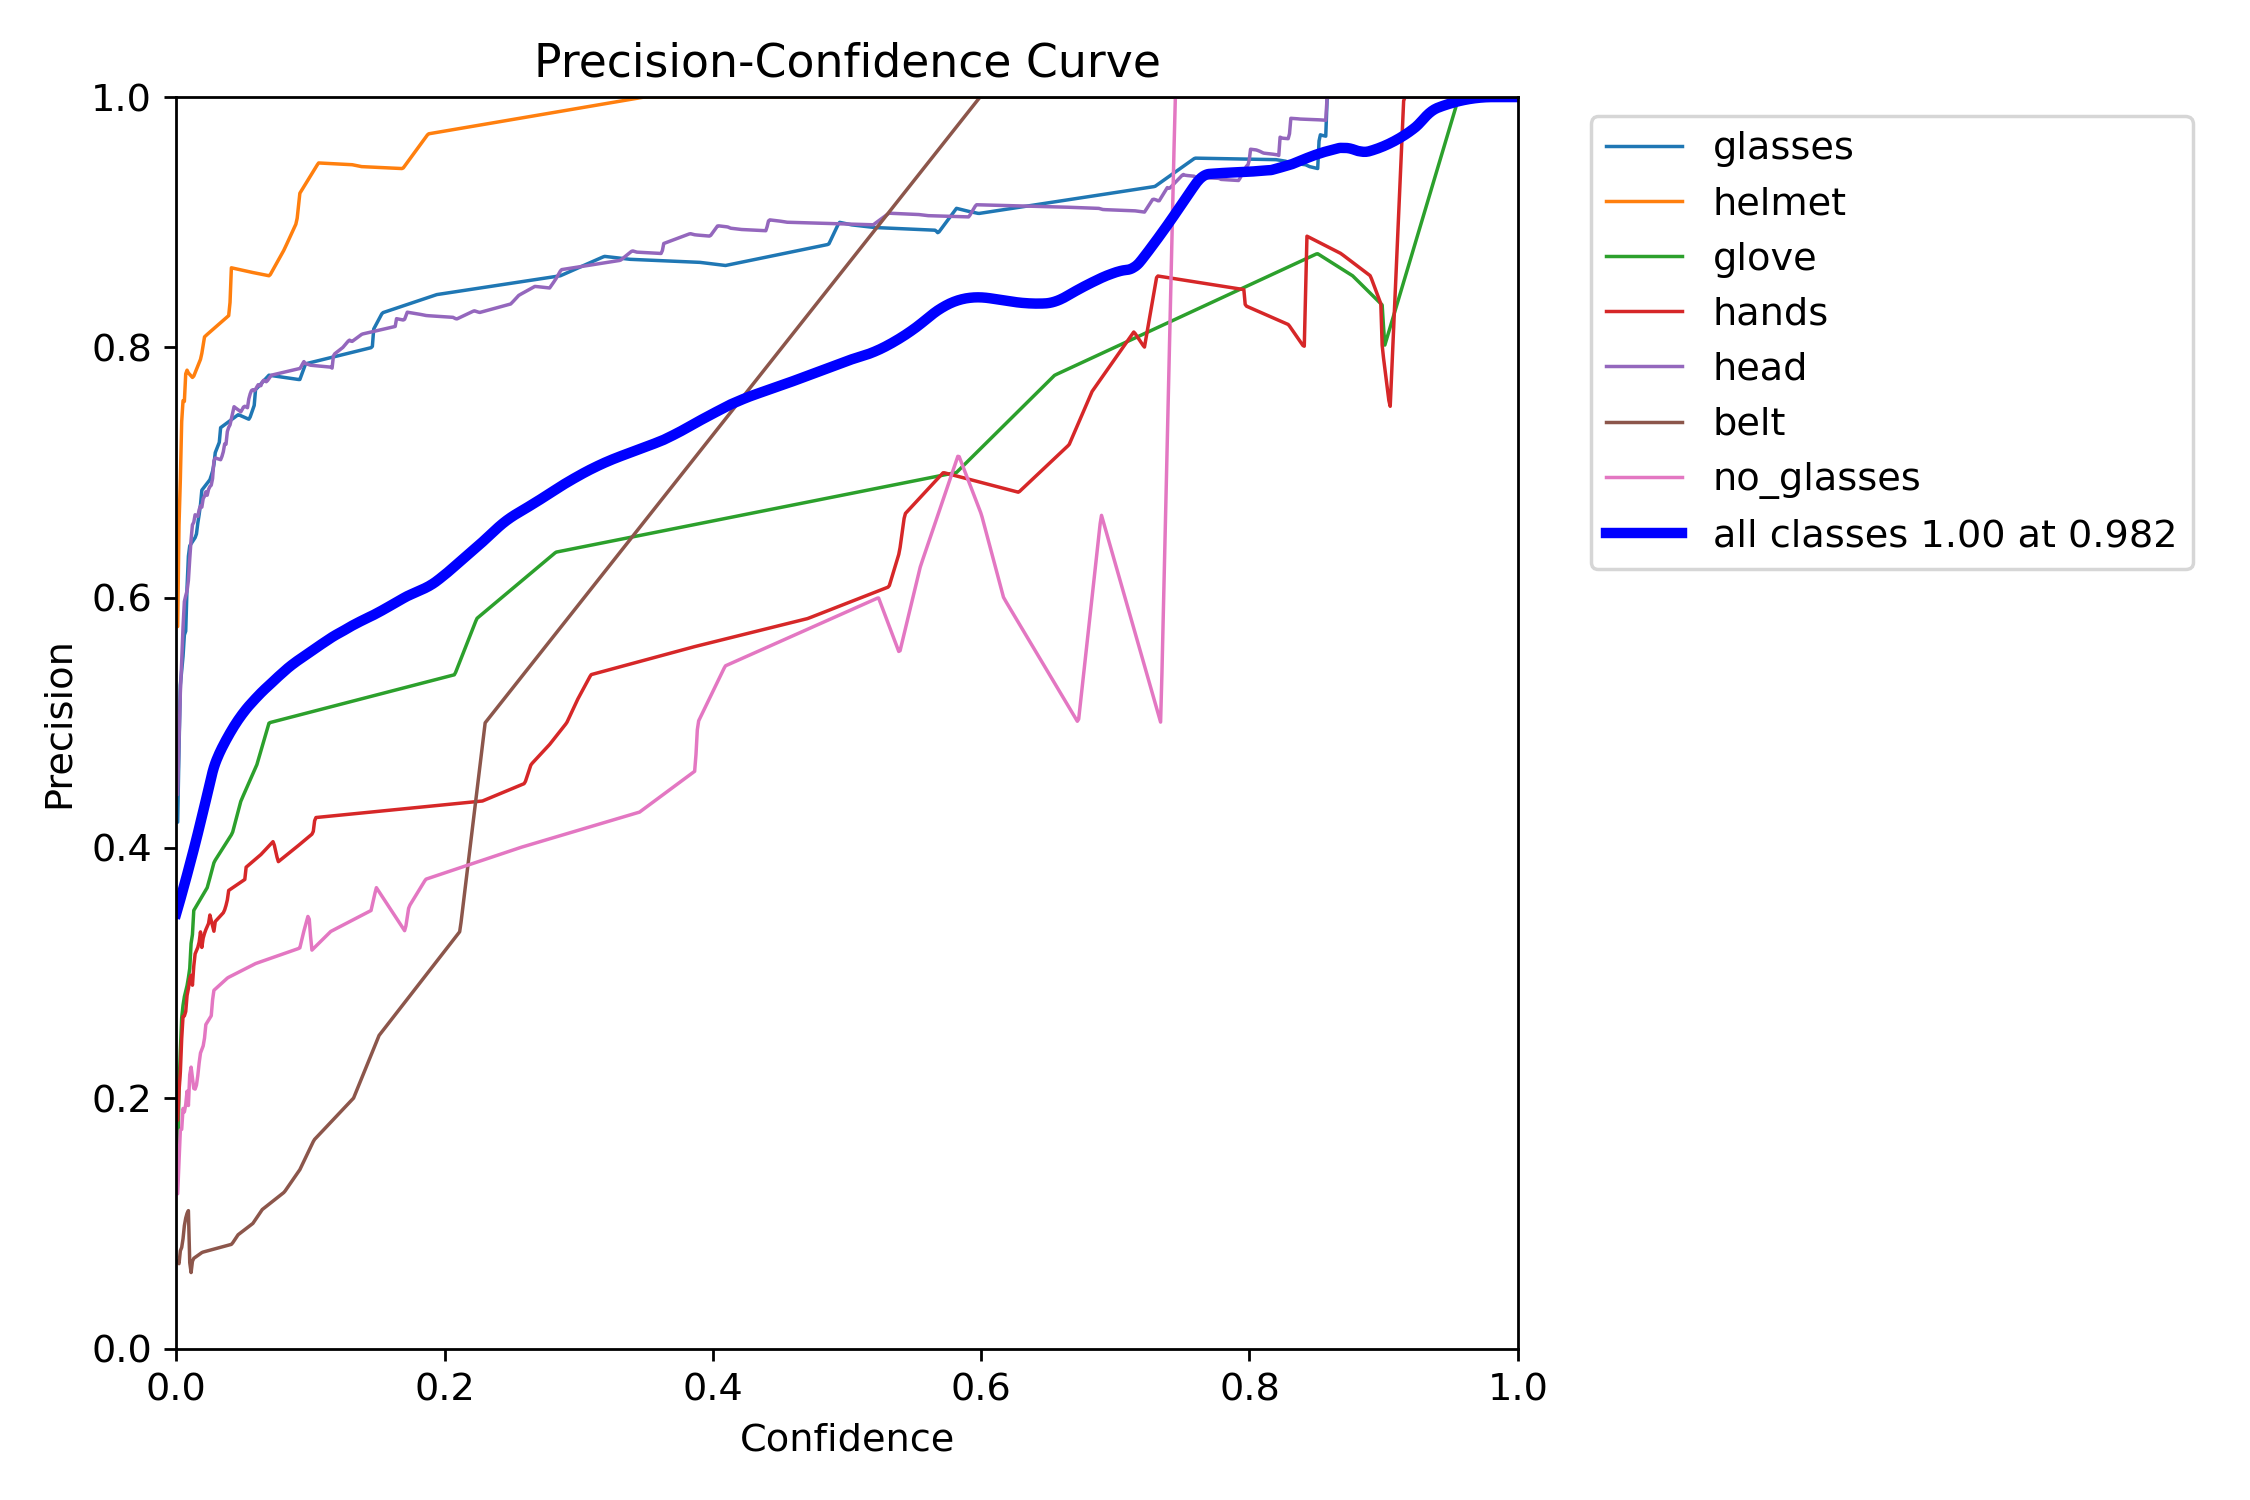 Precision-Confidence Curve
1.0
0.8
0.6
0.4
0.2
0.0
Precision
0.0 0.2 0.4 0.6 0.8 1.0
Confidence
glasses
helmet
glove
hands
head
belt
no_glasses
all classes 1.00 at 0.982